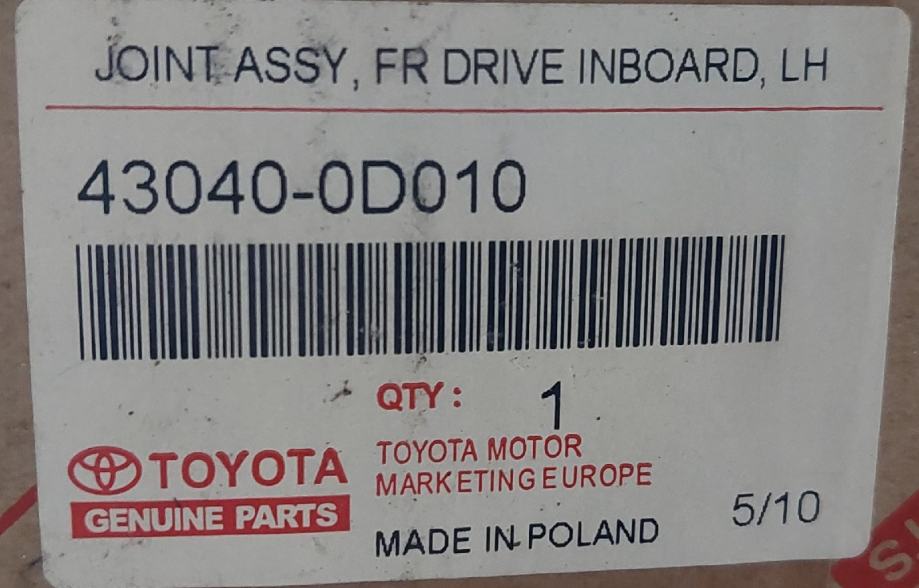 JOINT ASSY, FR DRIVE INBOARD, LH
43040-0D010
QTY: 1
TOYOTA
GENUINE PARTS
TOYOTA MOTOR
MARKETING EUROPE
MADE IN POLAND
5/10